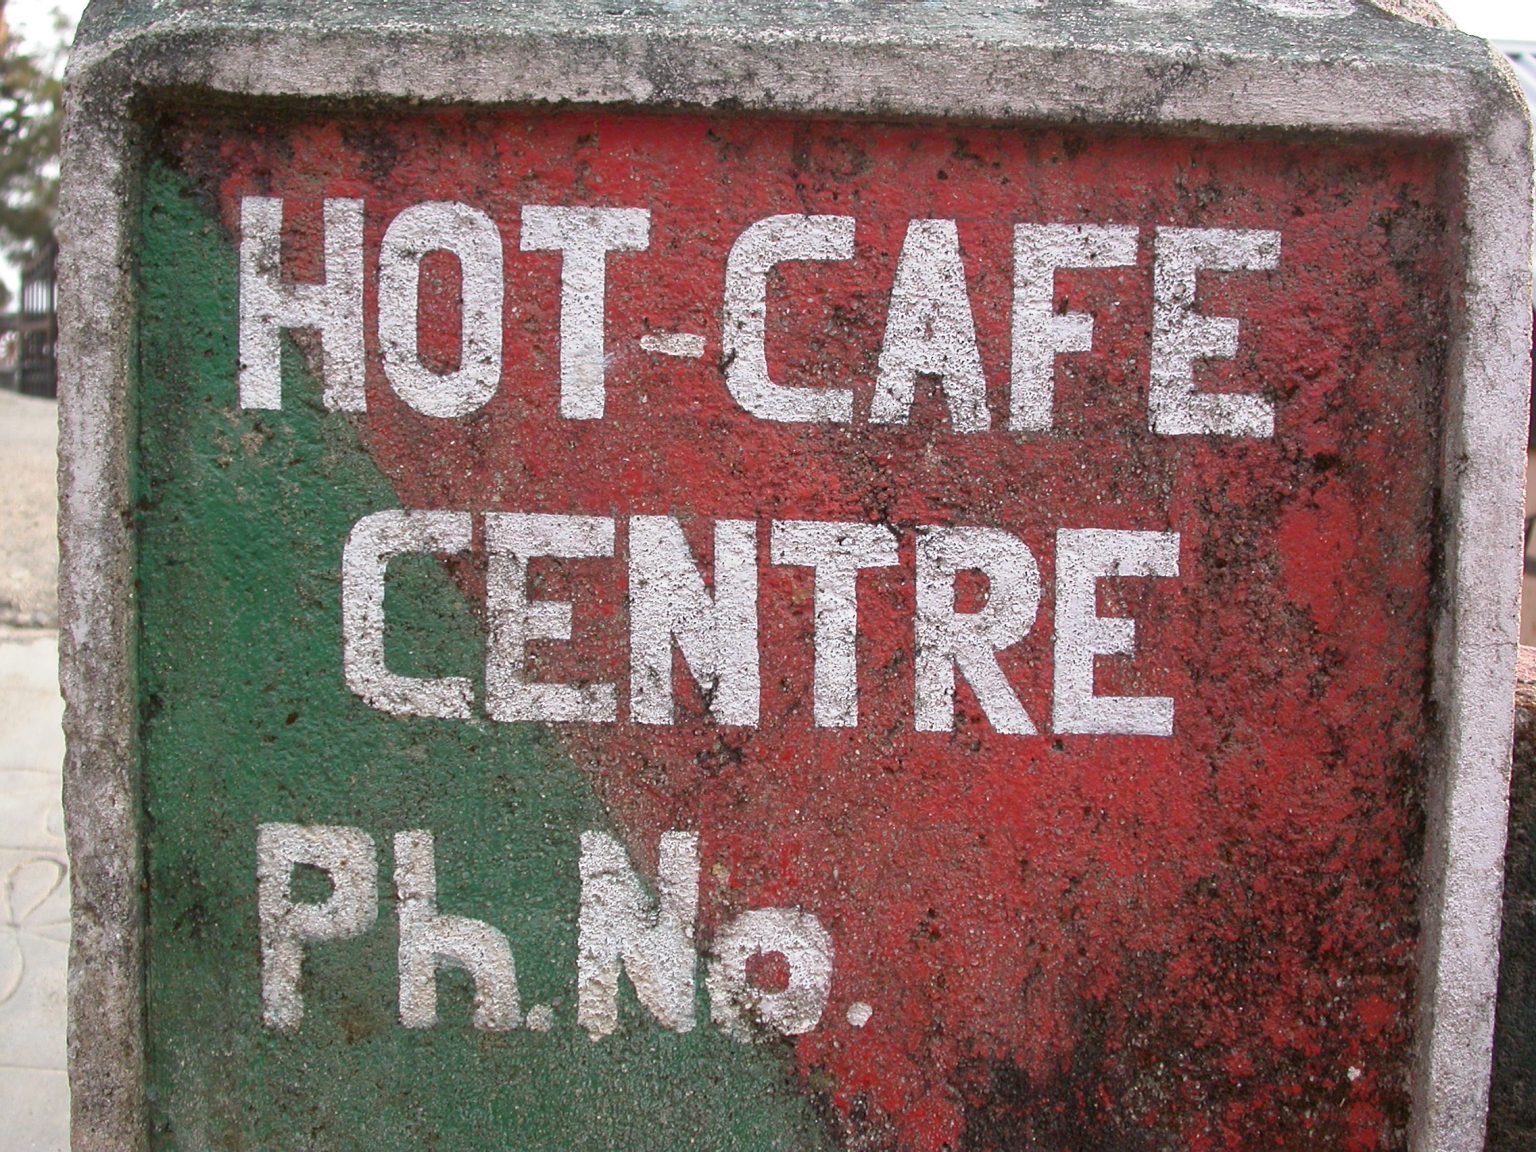 HOT-CAFE
CENTRE
Ph. No.